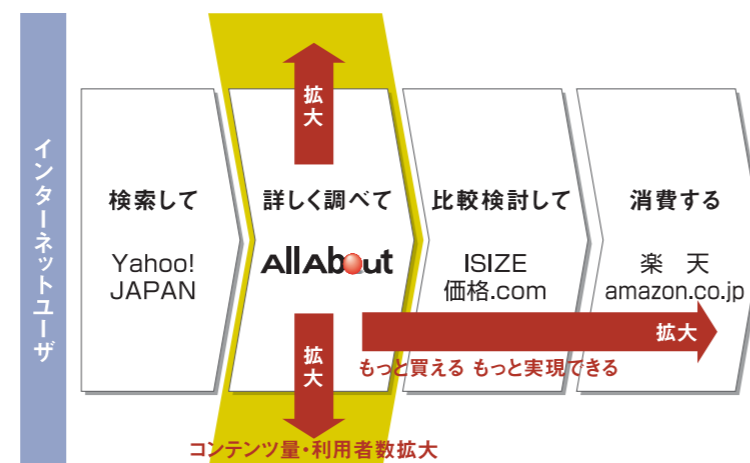 インターネットユーザ
拡大
検索して
Yahoo!
JAPAN
詳しく調べて
AllAbout
比較検討して
ISIZE
価格.com
消費する
楽 天
amazon.co.jp
拡大
拡大
もっと買える もっと実現できる
コンテンツ量・利用者数拡大